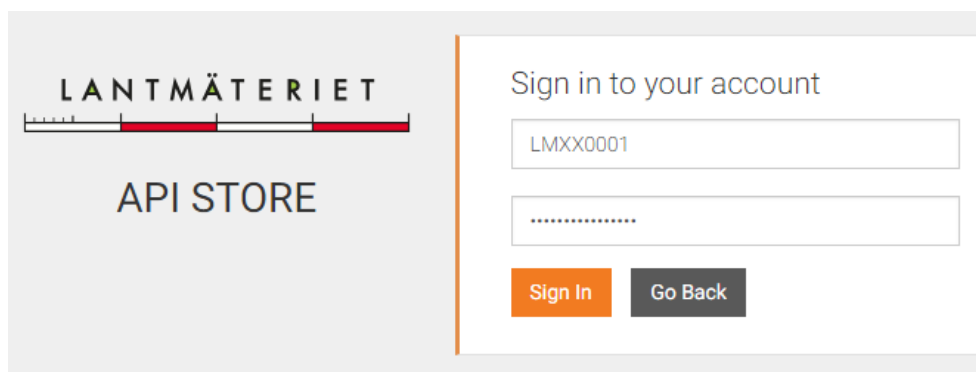 LANTMÄTERIET
API STORE
Sign in to your account
LMXX0001
••••••••••••••••
Sign In
Go Back